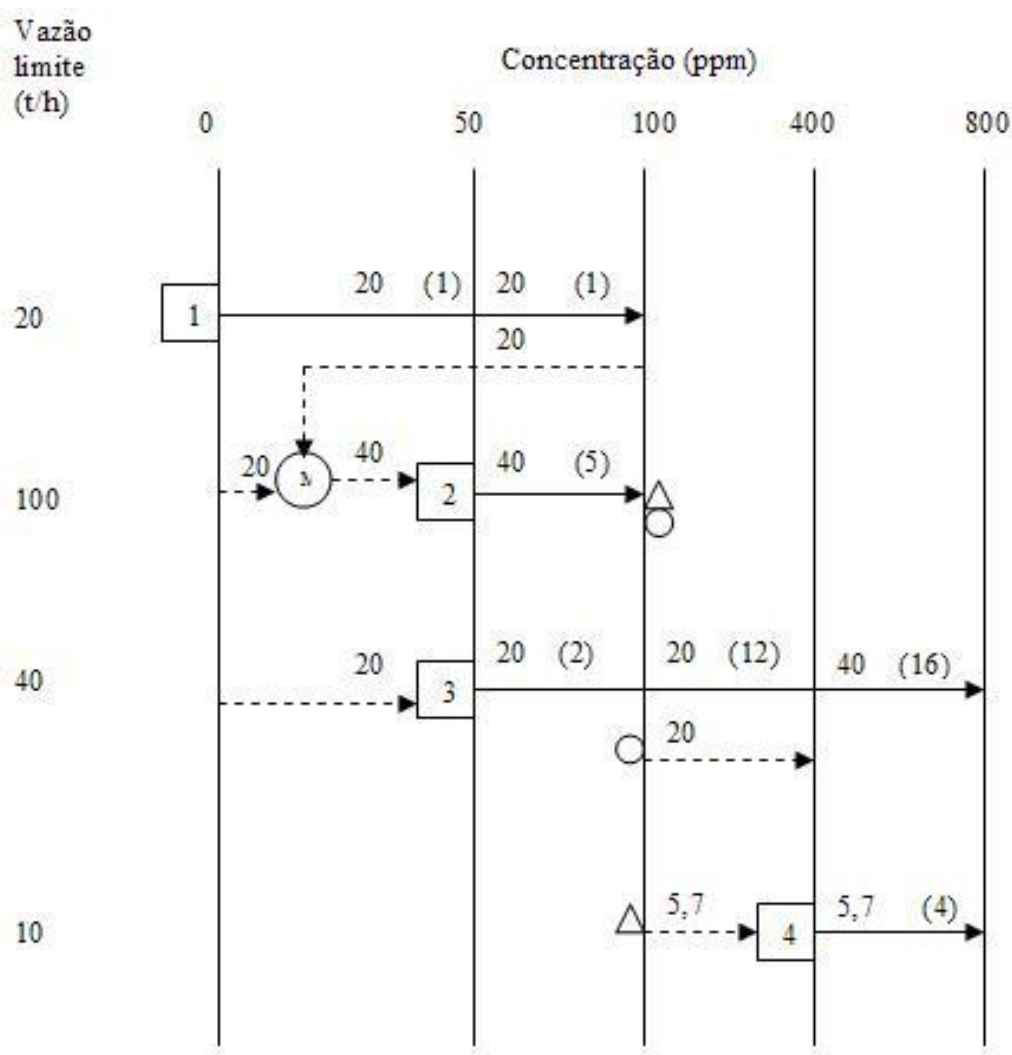 Vazão
limite
(t/h)
Concentração (ppm)
0 50 100 400 800
20 (1) 20 (1)
20 1
20
20 M 40 40 (5)
100 2
20 20 (2) 20 (12) 40 (16)
40 3
20
5,7 5,7 (4)
10 4